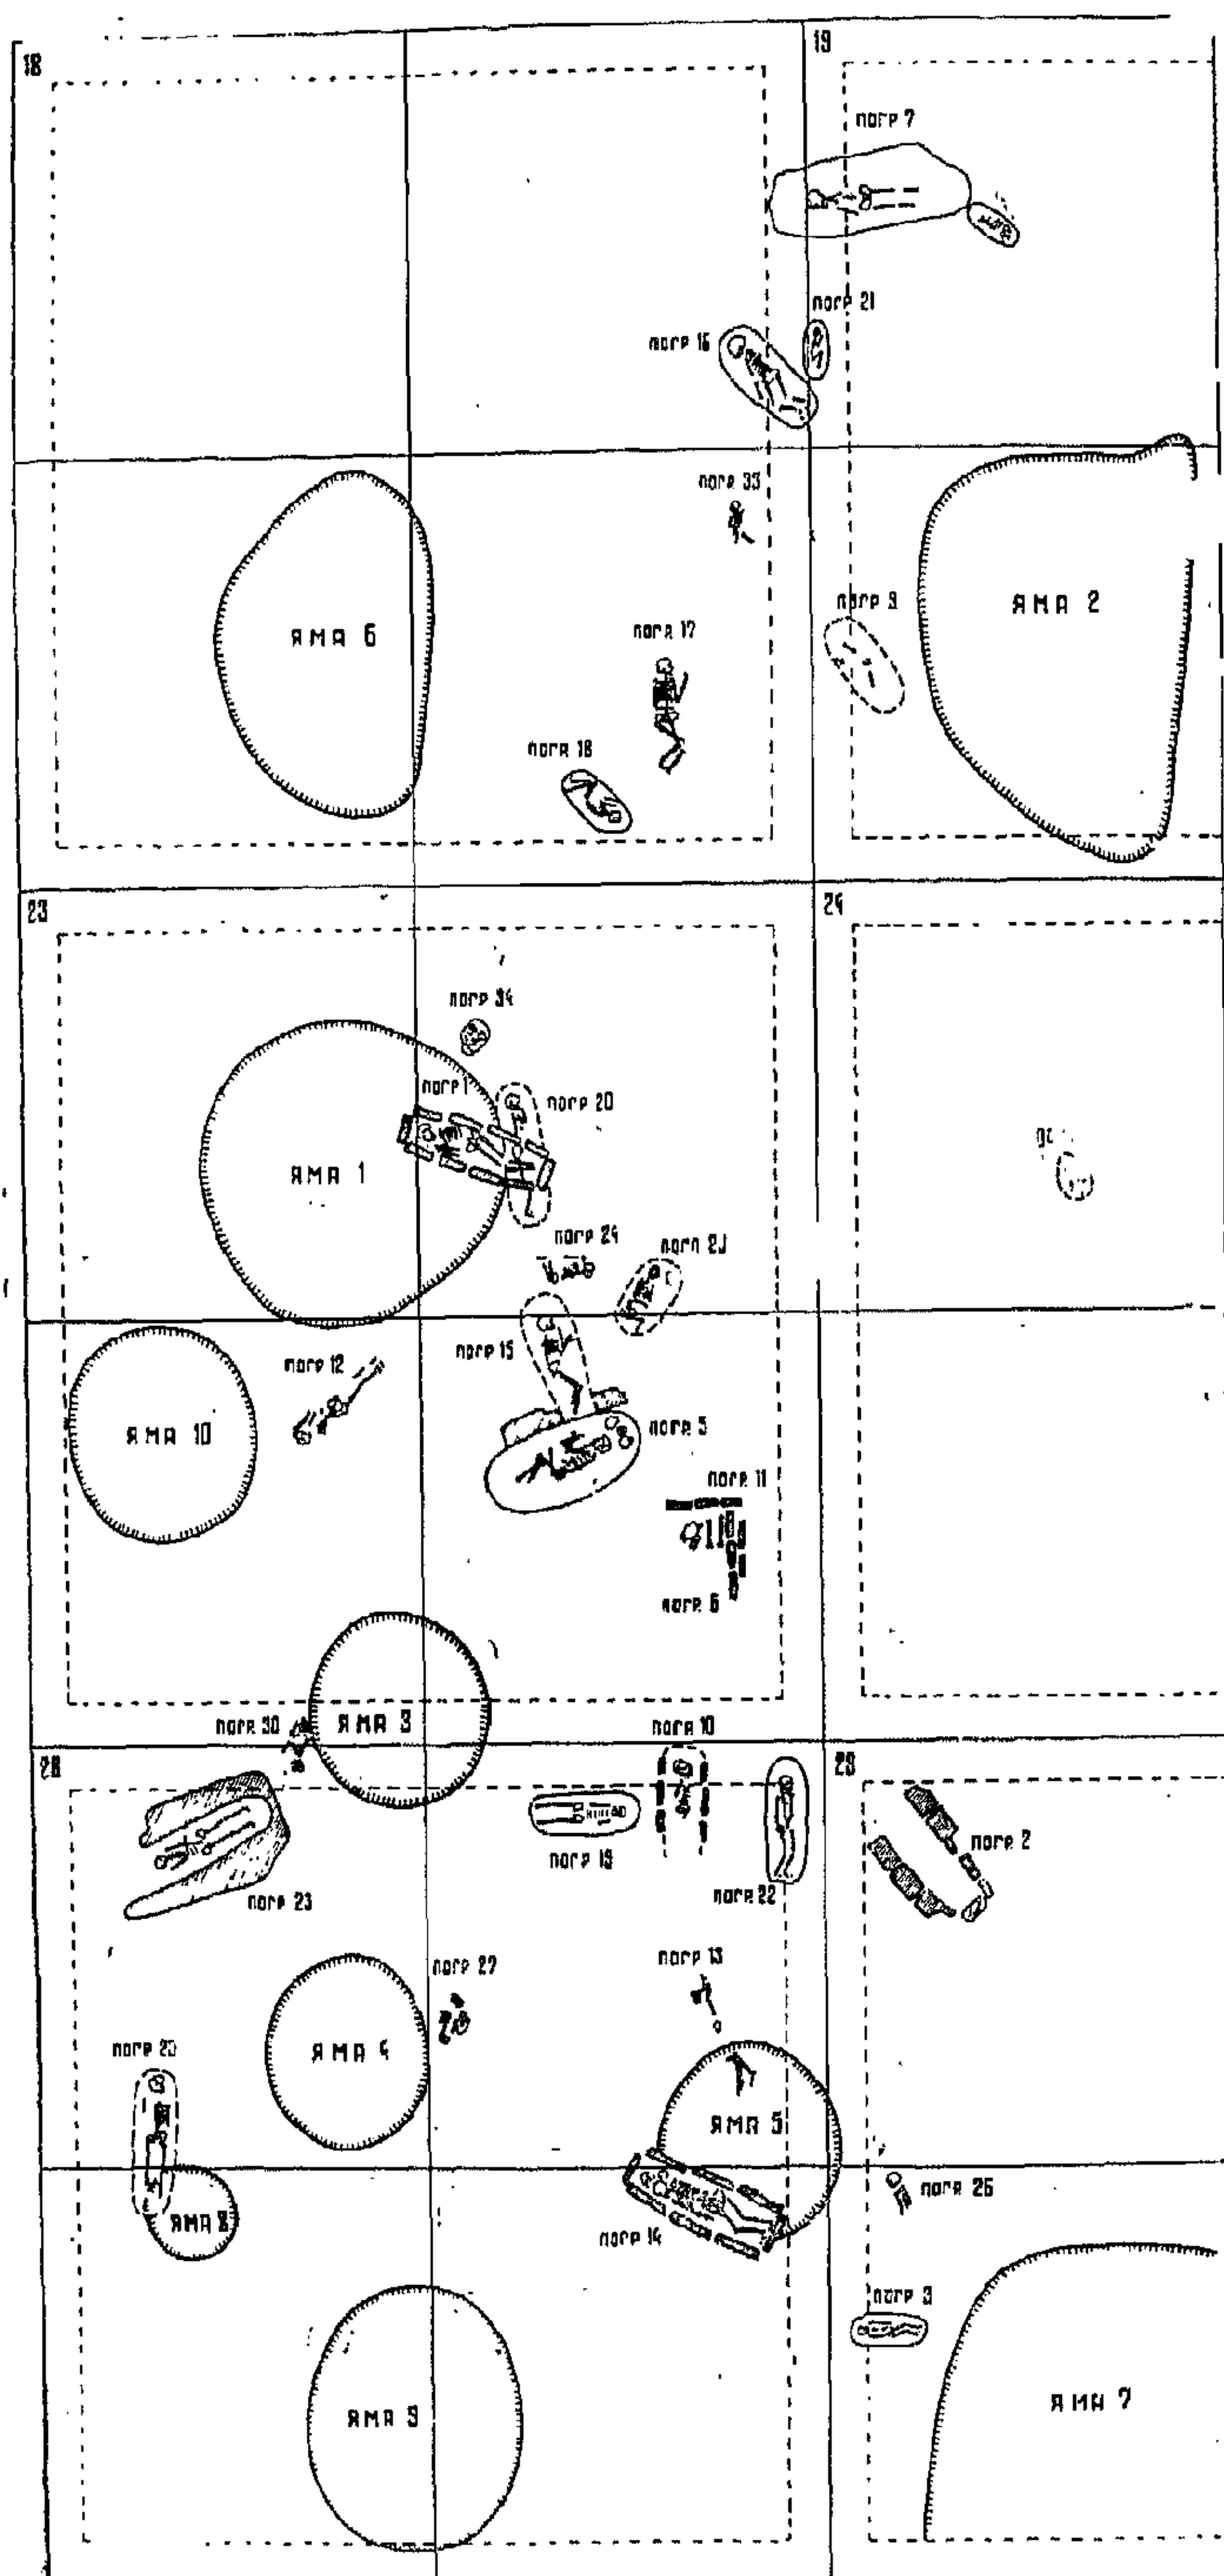 18
19
погр 7
погр 21
погр 16
погр 33
погр 9
ЯМА 2
ЯМА 6
погр 17
погр 18
23
24
погр 34
погр 1
погр 20
ЯМА 1
погр 24
погр
погр 12
погр 15
ЯМА 10
погр 5
погр 11
погр 6
погр 30
ЯМА 3
погр 10
28
29
погр 2
погр 19
погр 22
погр 23
погр 13
погр 27
погр 25
ЯМА 4
ЯМА 5
погр 26
ЯМА 8
погр 14
погр 3
ЯМА 7
ЯМА 9